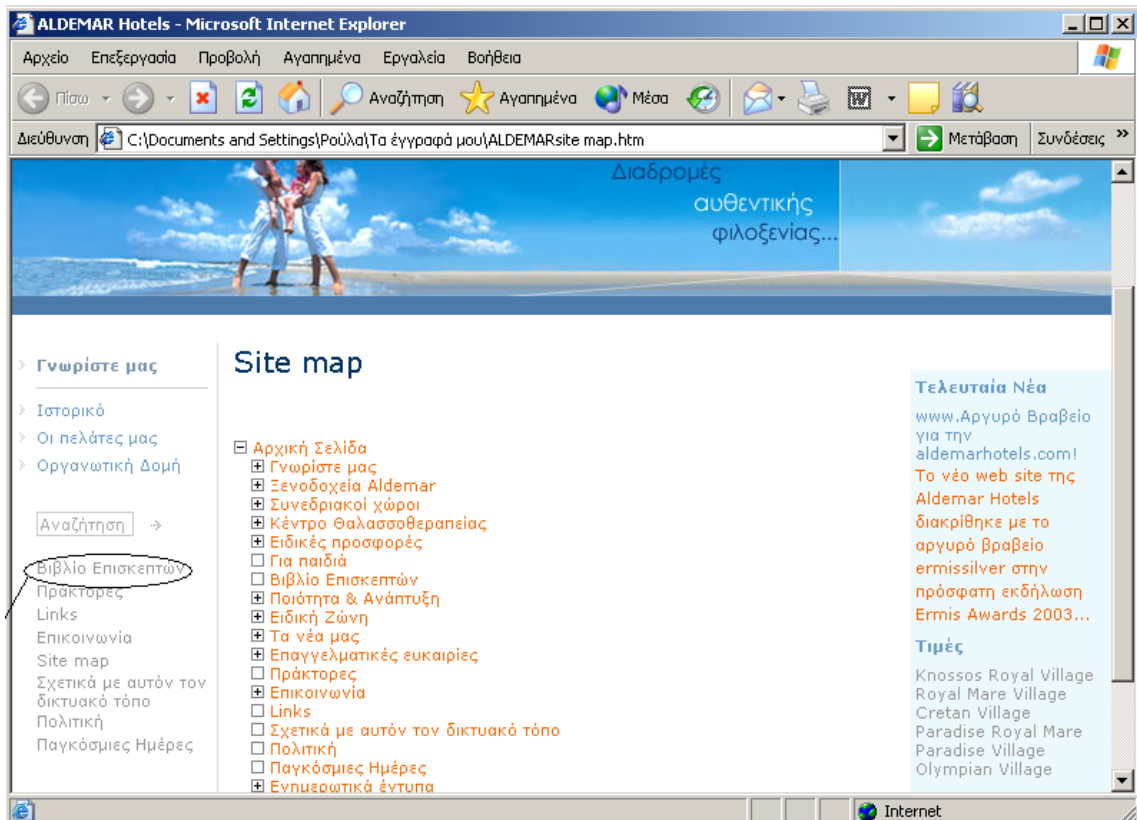 ALDEMAR Hotels - Microsoft Internet Explorer
Αρχείο Επεξεργασία Προβολή Αγαπημένα Εργαλεία Βοήθεια
Πίσω Αναζήτηση Αγαπημένα Μέσα
Διεύθυνση C:\Documents and Settings\Ρούλα\Τα έγγραφά μου\ALDEMARsite map.htm Μετάβαση Συνδέσεις »
Διαδρομές
αυθεντικής
φιλοξενίας...
Γνωρίστε μας
Ιστορικό
Οι πελάτες μας
Οργανωτική Δομή
Αναζήτηση
Βιβλίο Επισκεπτών
Πράκτορες
Links
Επικοινωνία
Site map
Σχετικά με αυτόν τον
δικτυακό τόπο
Πολιτική
Παγκόσμιες Ημέρες
Site map
Αρχική Σελίδα
Γνωρίστε μας
Ξενοδοχεία Aldemar
Συνεδριακοί χώροι
Κέντρο Θαλασσοθεραπείας
Ειδικές προσφορές
Για παιδιά
Βιβλίο Επισκεπτών
Ποιότητα & Ανάπτυξη
Ειδική Ζώνη
Τα νέα μας
Επαγγελματικές ευκαιρίες
Πράκτορες
Επικοινωνία
Links
Σχετικά με αυτόν τον δικτυακό τόπο
Πολιτική
Παγκόσμιες Ημέρες
Ενημερωτικά έντυπα
Τελευταία Νέα
www.Αργυρό Βραβείο
για την
aldemarhotels.com!
Το νέο web site της
Aldemar Hotels
διακρίθηκε με το
αργυρό βραβείο
ermissilver στην
πρόσφατη εκδήλωση
Ermis Awards 2003...
Τιμές
Knossos Royal Village
Royal Mare Village
Cretan Village
Paradise Royal Mare
Paradise Village
Olympian Village
Internet